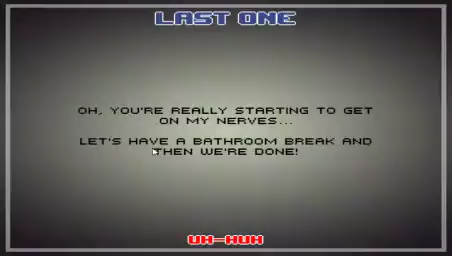 LAST ONE
OH, YOU'RE REALLY STARTING TO GET
ON MY NERVES...
LET'S HAVE A BATHROOM BREAK AND
THEN WE'RE DONE!
UH-HUH